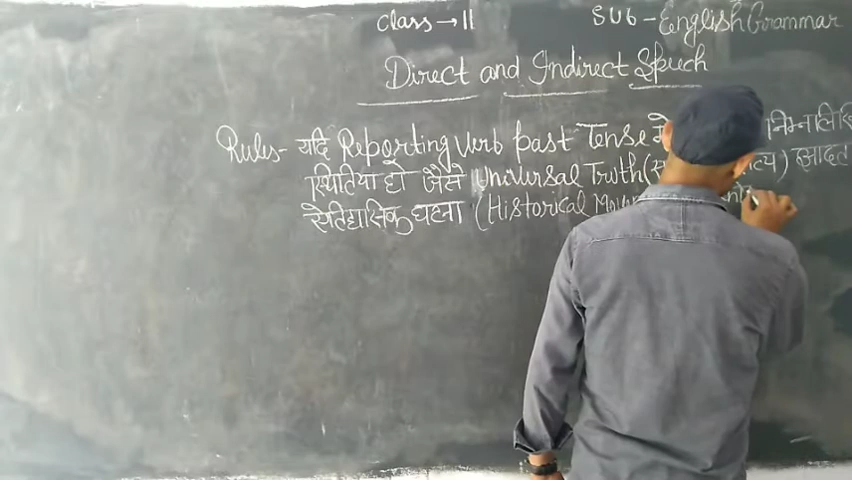 Class → 11
SUB - English Grammar
Direct and Indirect Speech
Rules - यदि Reporting Verb past Tense में
स्थितिया हो जैसे Universal Truth (
ऐतिहासिक घटना (Historical